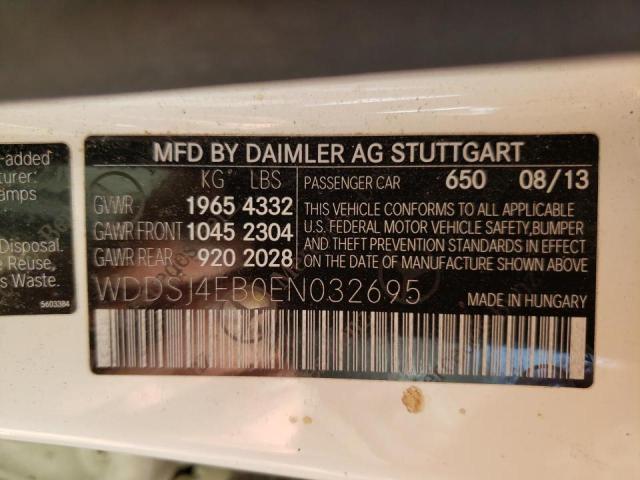 MFD BY DAIMLER AG STUTTGART
KG LBS
GVWR 1965 4332
GAWR FRONT 1045 2304
GAWR REAR 920 2028
PASSENGER CAR 650 08/13
THIS VEHICLE CONFORMS TO ALL APPLICABLE
U.S. FEDERAL MOTOR VEHICLE SAFETY,BUMPER
AND THEFT PREVENTION STANDARDS IN EFFECT
ON THE DATE OF MANUFACTURE SHOWN ABOVE.
WDDSJ4EB0EN032695
MADE IN HUNGARY
-added
urer:
amps
Disposal.
Reuse,
s Waste.
5603384